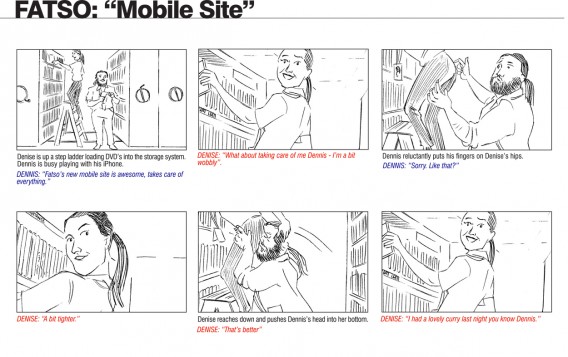 FATSO: “Mobile Site”
Denise is up a step ladder loading DVD's into the storage system.
Dennis is busy playing with his iPhone.
DENNIS: "Fatso's new mobile site is awesome, takes care of
everything."
DENISE: "What about taking care of me Dennis - I'm a bit
wobbly".
Dennis reluctantly puts his fingers on Denise's hips.
DENNIS: "Sorry. Like that?"
DENISE: "A bit tighter."
Denise reaches down and pushes Dennis's head into her bottom.
DENISE: "That's better"
DENISE: "I had a lovely curry last night you know Dennis."